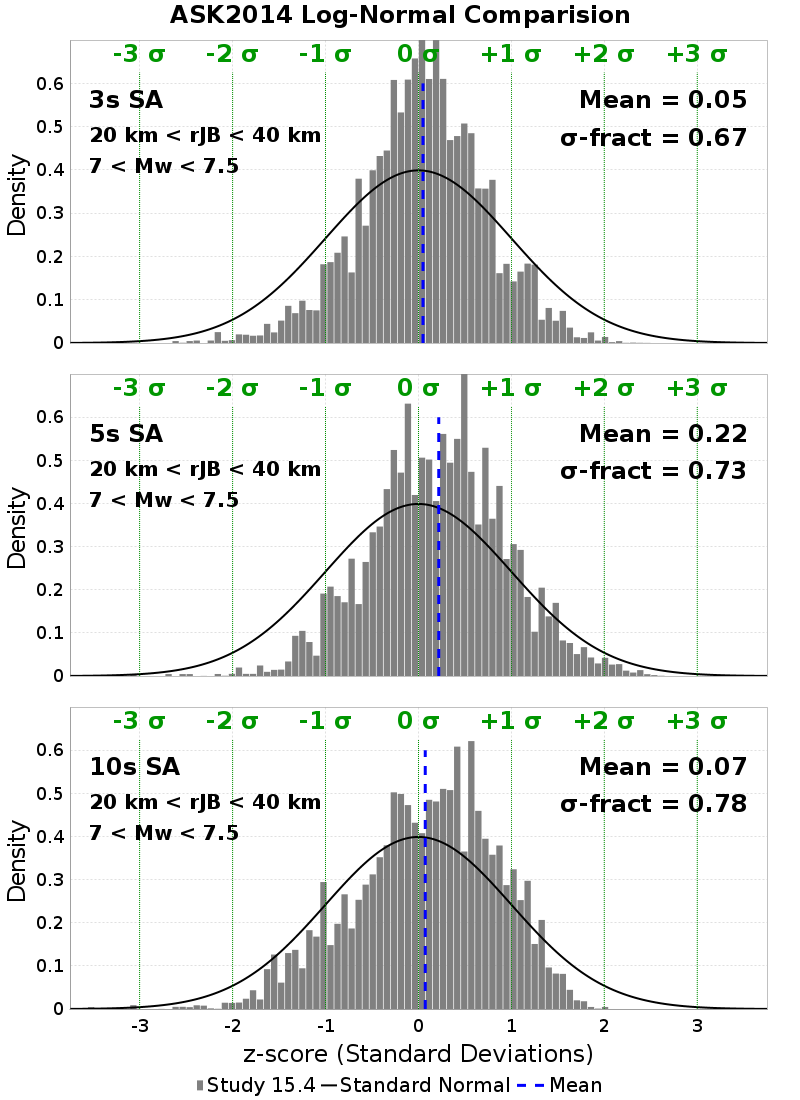 ASK2014 Log-Normal Comparision
-3 σ -2 σ -1 σ 0 σ +1 σ +2 σ +3 σ
3s SA
20 km < rJB < 40 km
7 < Mw < 7.5
Mean = 0.05
σ-fract = 0.67
Density
0.6
0.5
0.4
0.3
0.2
0.1
0
-3 σ -2 σ -1 σ 0 σ +1 σ +2 σ +3 σ
5s SA
20 km < rJB < 40 km
7 < Mw < 7.5
Mean = 0.22
σ-fract = 0.73
Density
0.6
0.5
0.4
0.3
0.2
0.1
0
-3 σ -2 σ -1 σ 0 σ +1 σ +2 σ +3 σ
10s SA
20 km < rJB < 40 km
7 < Mw < 7.5
Mean = 0.07
σ-fract = 0.78
Density
0.6
0.5
0.4
0.3
0.2
0.1
0
-3 -2 -1 0 1 2 3
z-score (Standard Deviations)
Study 15.4 Standard Normal Mean